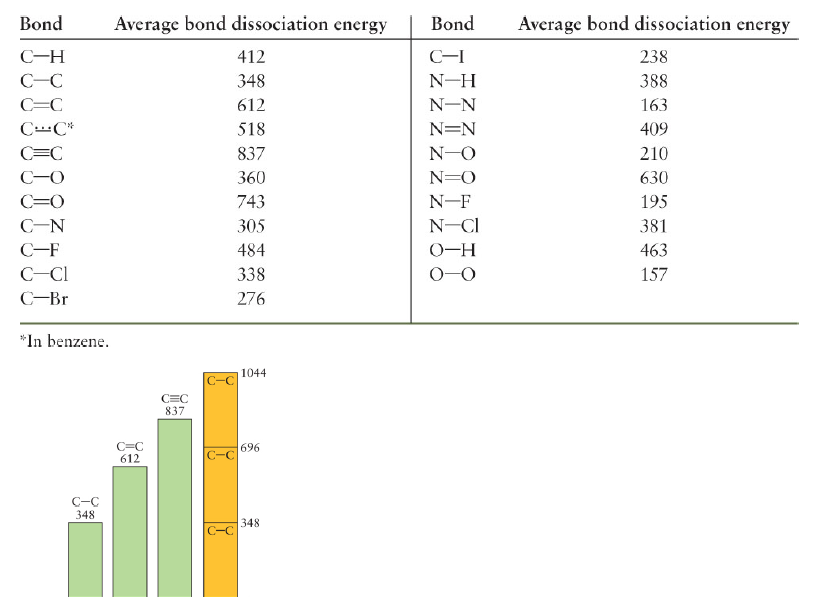 Bond Average bond dissociation energy Bond Average bond dissociation energy
C—H 412 C—I 238
C—C 348 N—H 388
C=C 612 N—N 163
C⋯C* 518 N=N 409
C≡C 837 N—O 210
C—O 360 N=O 630
C=O 743 N—F 195
C—N 305 N—Cl 381
C—F 484 O—H 463
C—Cl 338 O—O 157
C—Br 276
*In benzene.
1044
C—C
C≡C
837
C=C
612
696
C—C
C—C
348
348
C—C